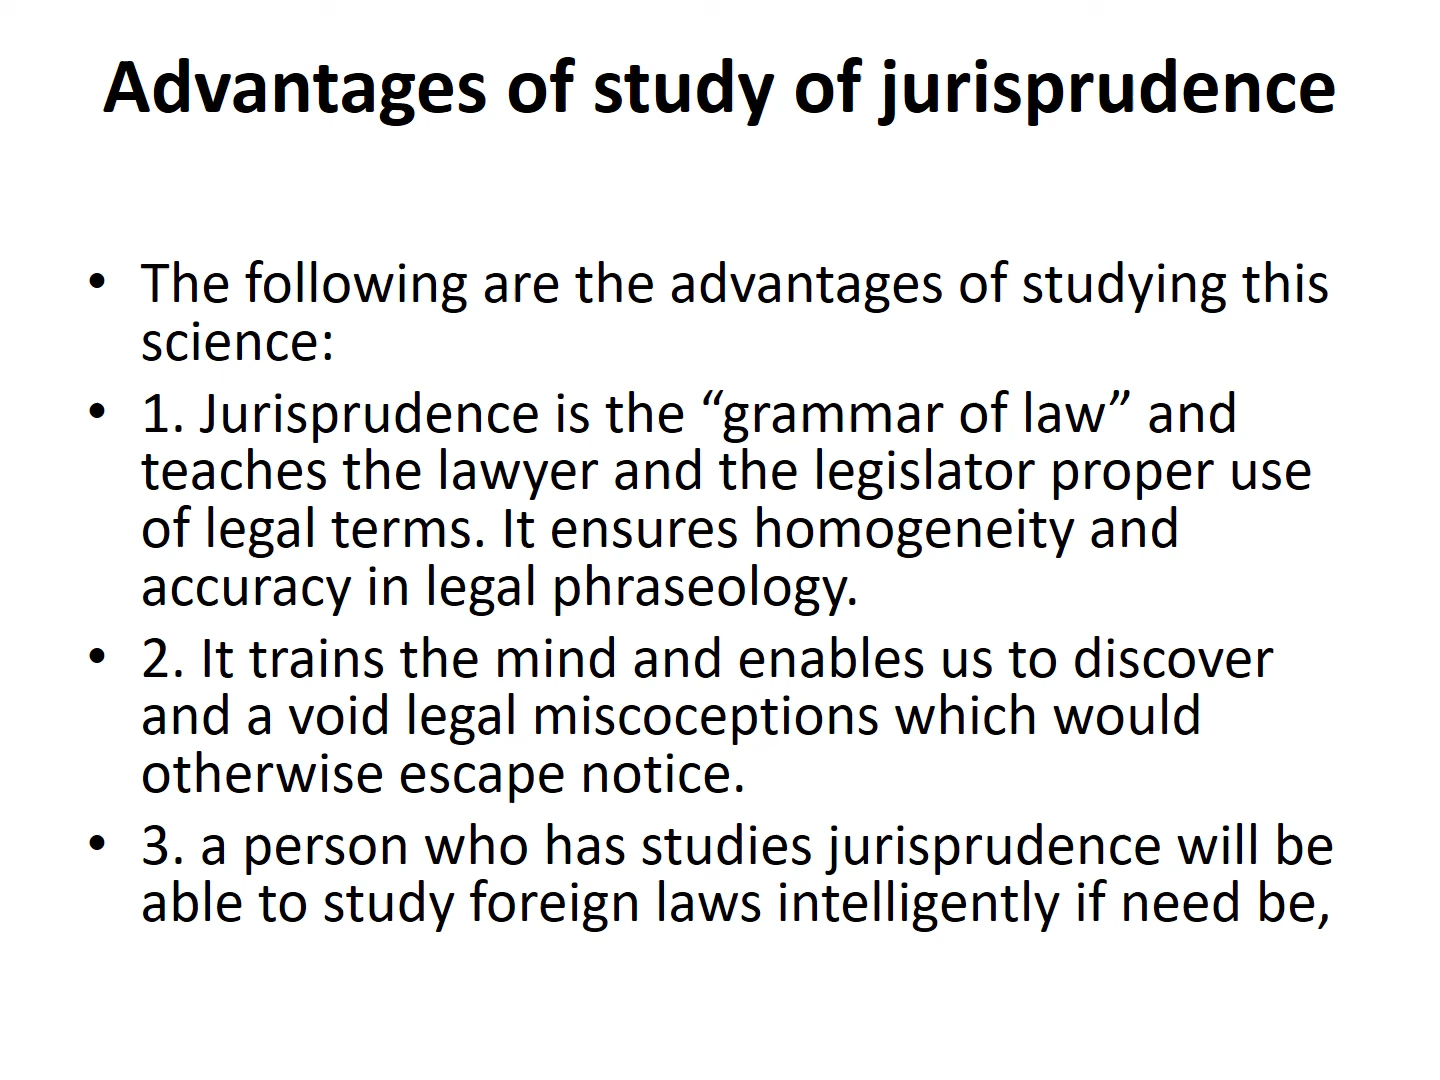 Advantages of study of jurisprudence
• The following are the advantages of studying this
science:
• 1. Jurisprudence is the “grammar of law” and
teaches the lawyer and the legislator proper use
of legal terms. It ensures homogeneity and
accuracy in legal phraseology.
• 2. It trains the mind and enables us to discover
and a void legal miscoceptions which would
otherwise escape notice.
• 3. a person who has studies jurisprudence will be
able to study foreign laws intelligently if need be,